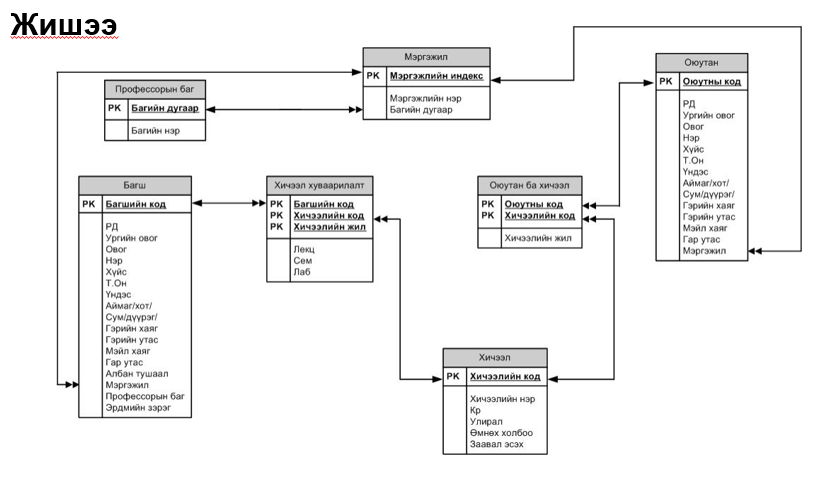 Жишээ
Мэргэжил
PK Мэргэжлийн индекс
Мэргэжлийн нэр
Багийн дугаар
Профессорын баг
PK Багийн дугаар
Багийн нэр
Оюутан
PK Оюутны код
РД
Ургийн овог
Овог
Нэр
Хүйс
Т.Он
Үндэс
Аймаг/хот/
Сум/дүүрэг/
Гэрийн хаяг
Гэрийн утас
Мэйл хаяг
Гар утас
Мэргэжил
Багш
PK Багшийн код
РД
Ургийн овог
Овог
Нэр
Хүйс
Т.Он
Үндэс
Аймаг/хот/
Сум/дүүрэг/
Гэрийн хаяг
Гэрийн утас
Мэйл хаяг
Гар утас
Албан тушаал
Мэргэжил
Профессорын баг
Эрдмийн зэрэг
Хичээл хуваарилалт
PK Багшийн код
PK Хичээлийн код
PK Хичээлийн жил
Лекц
Сем
Лаб
Оюутан ба хичээл
PK Оюутны код
PK Хичээлийн код
Хичээлийн жил
Хичээл
PK Хичээлийн код
Хичээлийн нэр
Кр
Улирал
Өмнөх холбоо
Заавал эсэх